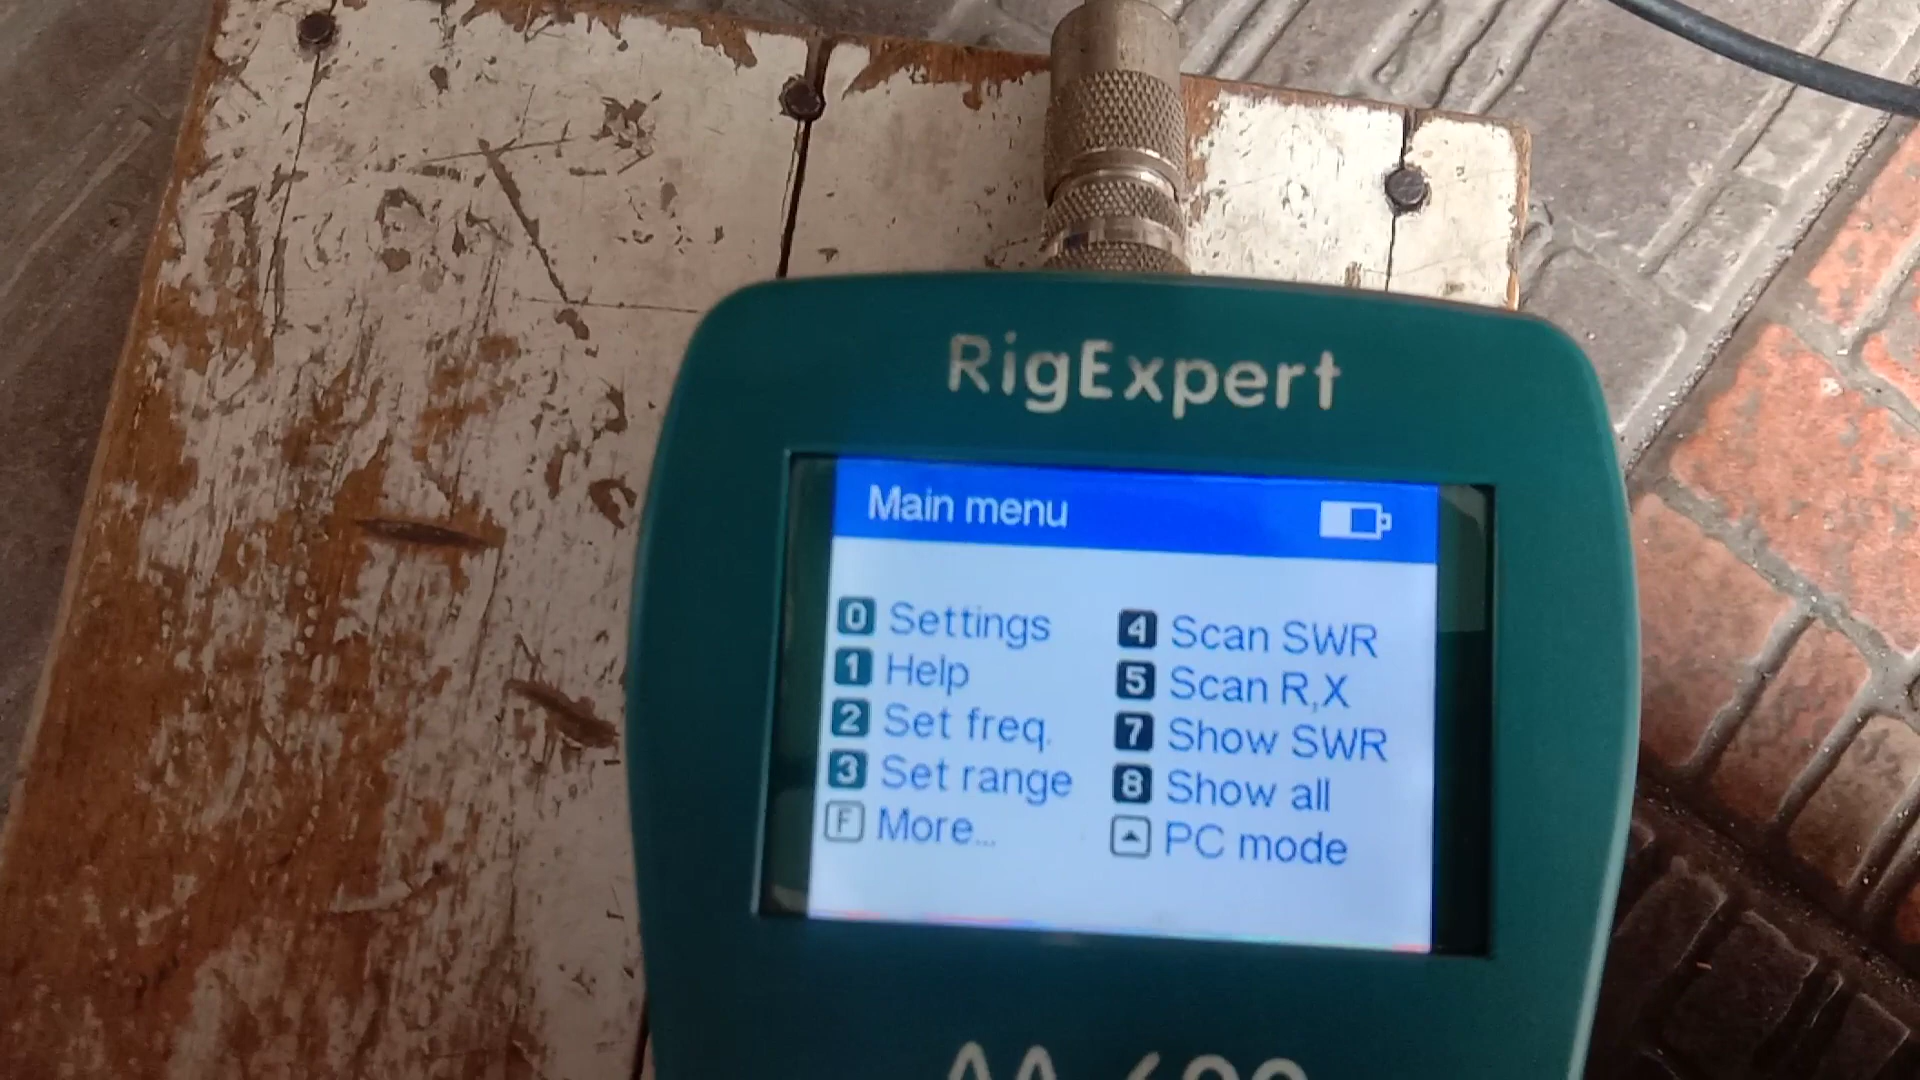 RigExpert
Main menu
0 Settings
1 Help
2 Set freq.
3 Set range
F More...
4 Scan SWR
5 Scan R,X
7 Show SWR
8 Show all
PC mode